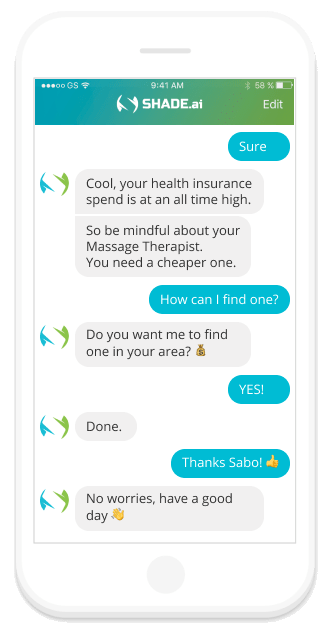 GS 9:41 AM 58 %
SHADE.ai Edit
Sure
Cool, your health insurance
spend is at an all time high.
So be mindful about your
Massage Therapist.
You need a cheaper one.
How can I find one?
Do you want me to find
one in your area? 💰
YES!
Done.
Thanks Sabo! 👍
No worries, have a good
day 👋